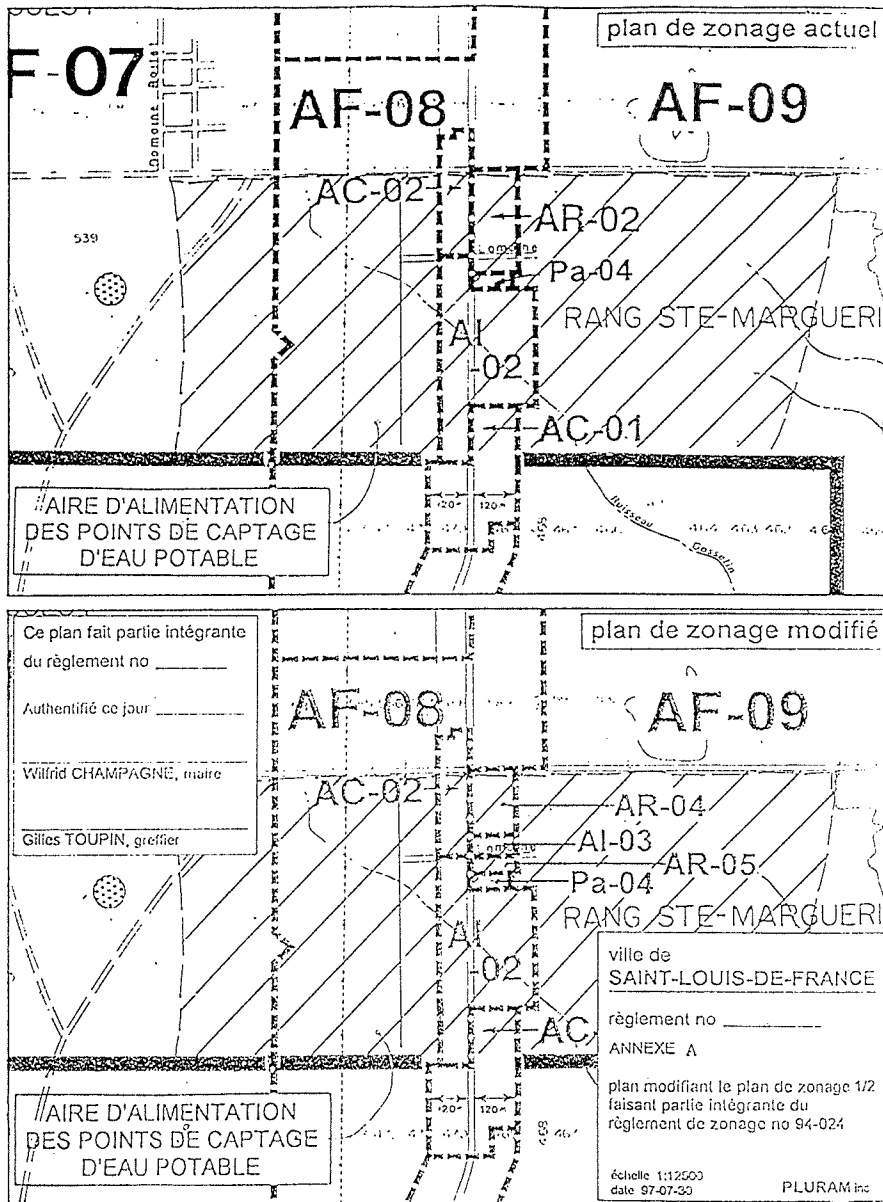 plan de zonage actuel
F-07
AF-08
AF-09
AC-02
AR-02
539
Pa-04
RANG STE-MARGUERI
AI
-02
AC-01
AIRE D'ALIMENTATION
DES POINTS DE CAPTAGE
D'EAU POTABLE
120m 120m
Ruisseau
Gosselin
Ce plan fait partie intégrante
du règlement no
Authentifié ce jour
Wilfrid CHAMPAGNE, maire
Gilles TOUPIN, greffier
plan de zonage modifié
AF-08
AF-09
AC-02
AR-04
AI-03
AR-05
Pa-04
RANG STE-MARGUERI
-02
AC
AIRE D'ALIMENTATION
DES POINTS DE CAPTAGE
D'EAU POTABLE
120m 120m
ville de
SAINT-LOUIS-DE-FRANCE
règlement no
ANNEXE A
plan modifiant le plan de zonage 1/2
faisant partie intégrante du
règlement de zonage no 94-024
échelle 1:12500
date 97-07-30
PLURAM inc